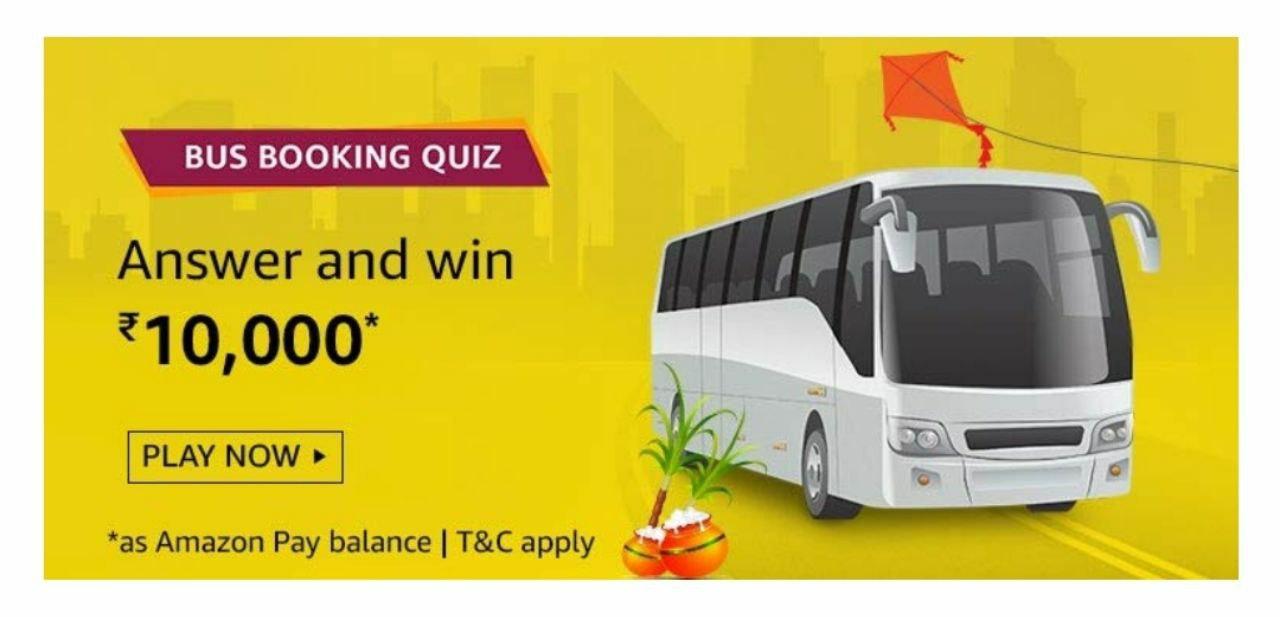 BUS BOOKING QUIZ
Answer and win
₹10,000*
PLAY NOW ▸
*as Amazon Pay balance | T&C apply